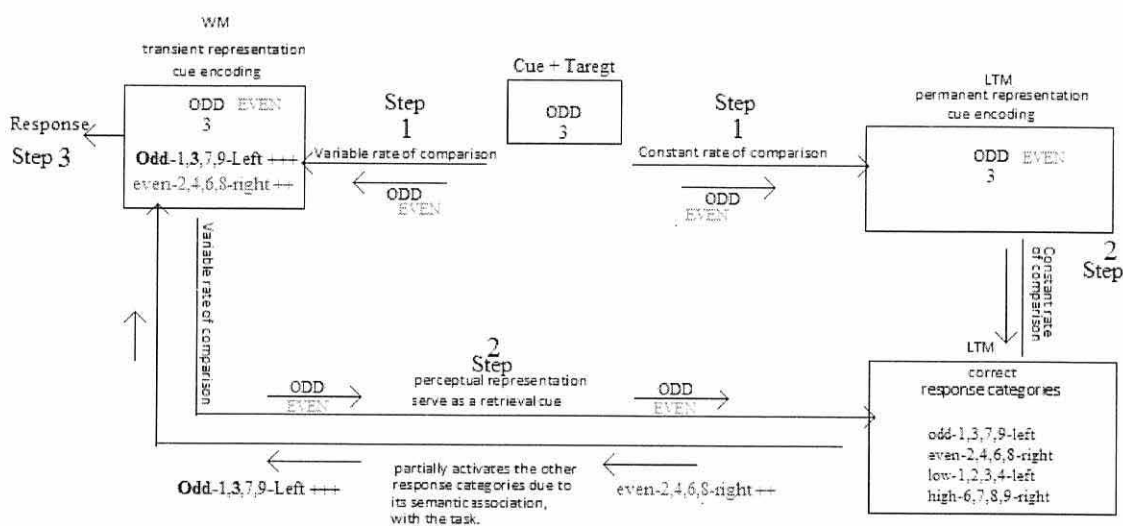 WM
transient representation
cue encoding
ODD EVEN
3
Odd-1,3,7,9-Left +++
even-2,4,6,8-right ++
Response
Step 3
Step
1
Variable rate of comparison
ODD
EVEN
Cue + Taregt
ODD
3
Step
1
Constant rate of comparison
ODD
EVEN
LTM
permanent representation
cue encoding
ODD EVEN
3
2
Step
Constant rate
of comparison
Variable rate of comparison
2
Step
ODD
EVEN
perceptual representation
serve as a retrieval cue
ODD
EVEN
LTM
correct
response categories
odd-1,3,7,9-left
even-2,4,6,8-right
low-1,2,3,4-left
high-6,7,8,9-right
Odd-1,3,7,9-Left +++
partially activates the other
response categories due to
its semantic association,
with the task.
even-2,4,6,8-right ++